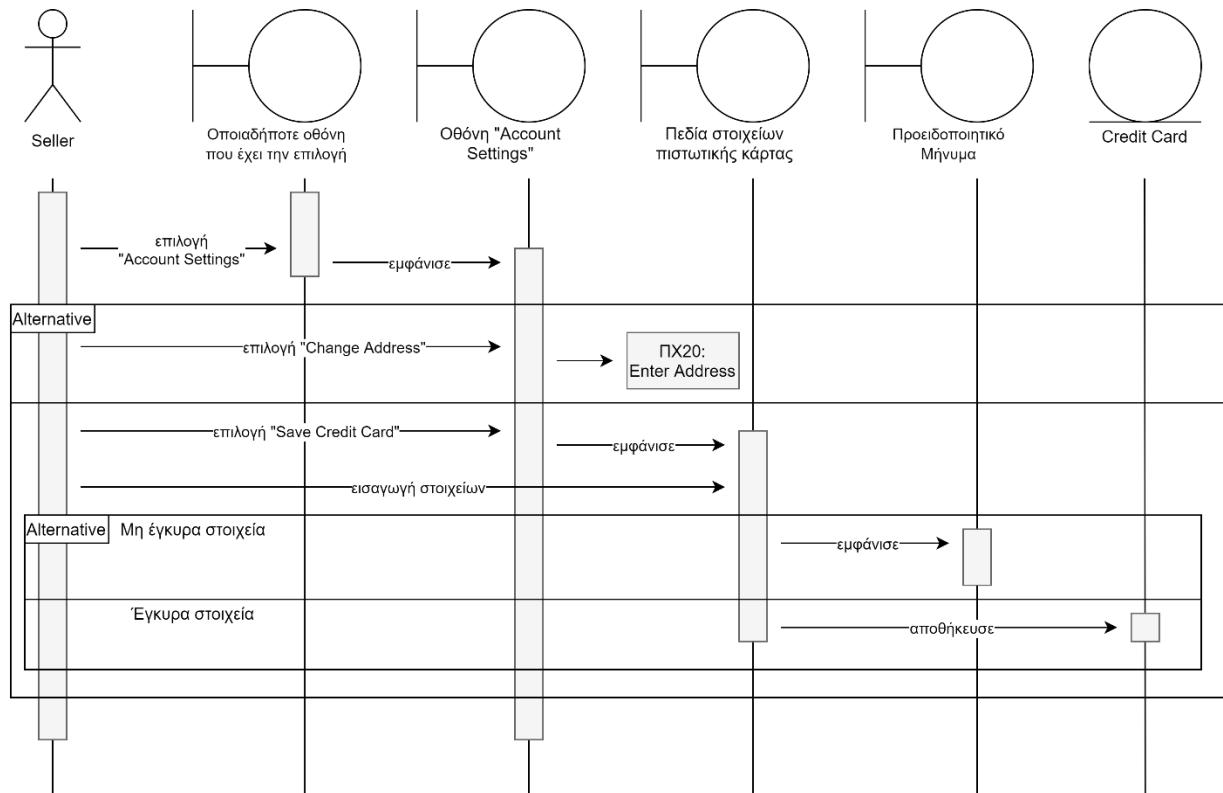 Seller
Οποιαδήποτε οθόνη
που έχει την επιλογή
Οθόνη "Account
Settings"
Πεδία στοιχείων
πιστωτικής κάρτας
Προειδοποιητικό
Μήνυμα
Credit Card
επιλογή
"Account Settings"
εμφάνισε
Alternative
επιλογή "Change Address"
ΠΧ20:
Enter Address
επιλογή "Save Credit Card"
εμφάνισε
εισαγωγή στοιχείων
Alternative
Μη έγκυρα στοιχεία
εμφάνισε
Έγκυρα στοιχεία
αποθήκευσε